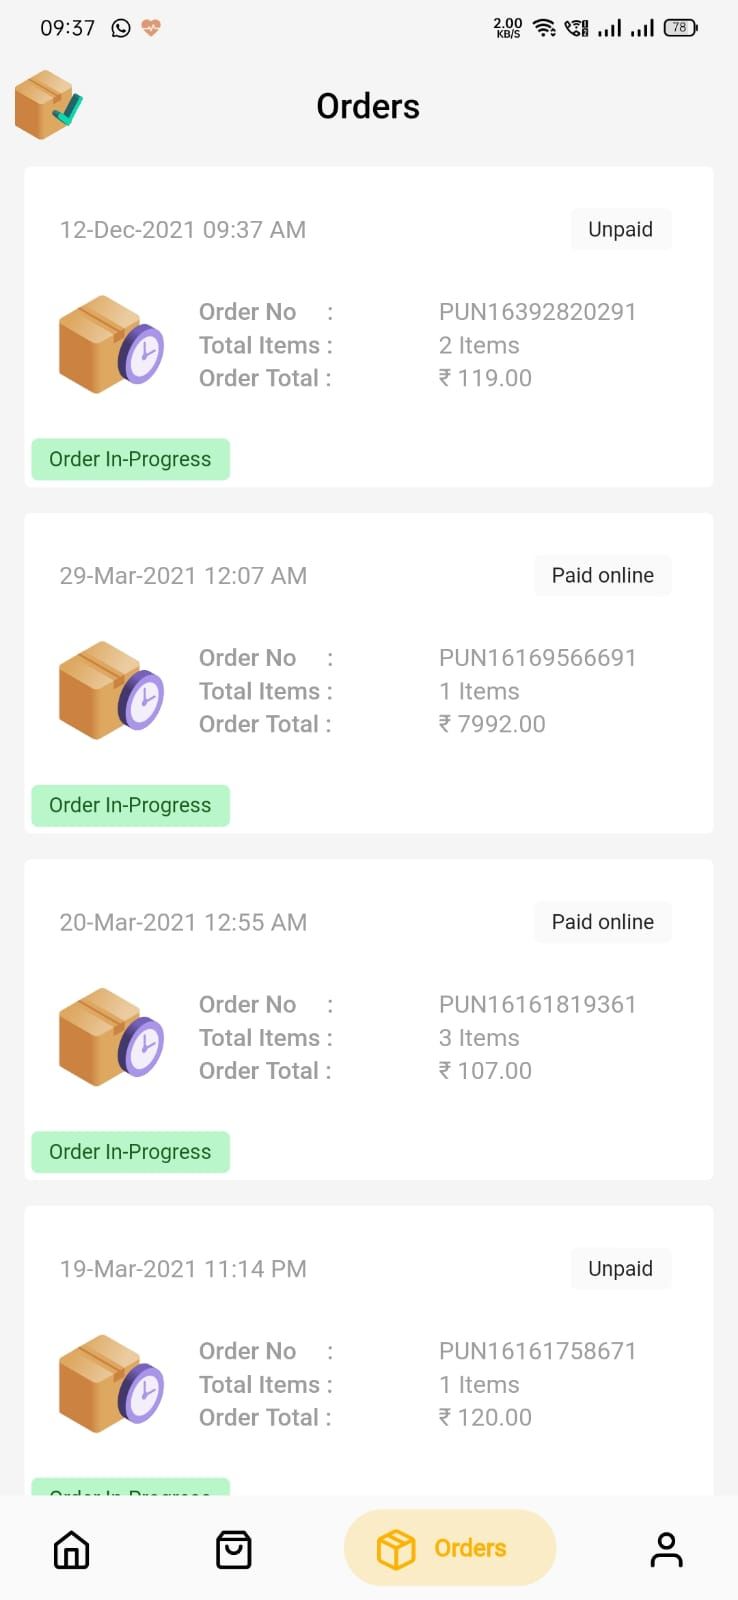 09:37
2.00 KB/S
78
Orders
12-Dec-2021 09:37 AM Unpaid
Order No : PUN16392820291
Total Items : 2 Items
Order Total : ₹ 119.00
Order In-Progress
29-Mar-2021 12:07 AM Paid online
Order No : PUN16169566691
Total Items : 1 Items
Order Total : ₹ 7992.00
Order In-Progress
20-Mar-2021 12:55 AM Paid online
Order No : PUN16161819361
Total Items : 3 Items
Order Total : ₹ 107.00
Order In-Progress
19-Mar-2021 11:14 PM Unpaid
Order No : PUN16161758671
Total Items : 1 Items
Order Total : ₹ 120.00
Order In-Progress
Orders